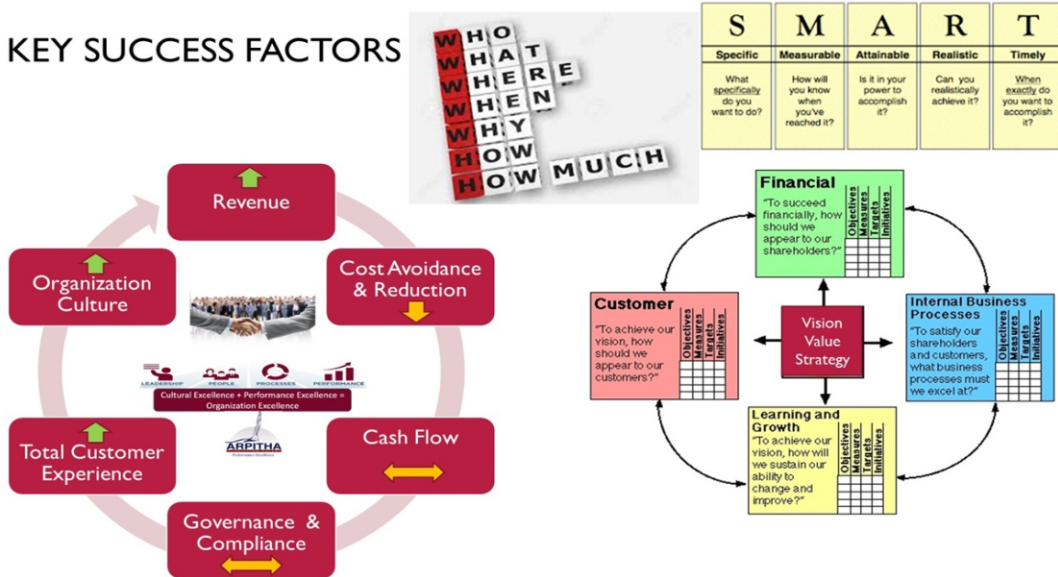 KEY SUCCESS FACTORS
WHO
WHAT
WHERE
WHEN
WHY
HOW
HOW MUCH
S M A R T
Specific Measurable Attainable Realistic Timely
What
specifically
do you
want to do?
How will
you know
when
you've
reached it?
Is it in your
power to
accomplish
it?
Can you
realistically
achieve it?
When
exactly do
you want to
accomplish
it?
Revenue
Cost Avoidance
& Reduction
Cash Flow
Governance &
Compliance
Total Customer
Experience
Organization
Culture
LEADERSHIP PEOPLE PROCESSES PERFORMANCE
Cultural Excellence + Performance Excellence =
Organization Excellence
ARPITHA
Performance Excellence
Financial
"To succeed
financially, how
should we
appear to our
shareholders?"
Objectives
Measures
Targets
Initiatives
Customer
"To achieve our
vision, how
should we
appear to our
customers?"
Objectives
Measures
Targets
Initiatives
Vision
Value
Strategy
Internal Business
Processes
"To satisfy our
shareholders
and customers,
what business
processes must
we excel at?"
Objectives
Measures
Targets
Initiatives
Learning and
Growth
"To achieve our
vision, how will
we sustain our
ability to
change and
improve?"
Objectives
Measures
Targets
Initiatives